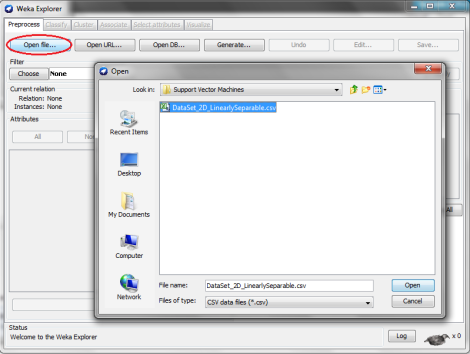 Weka Explorer
Preprocess Classify Cluster Associate Select attributes Visualize
Open file... Open URL... Open DB... Generate... Undo Edit... Save...
Filter
Choose None
Current relation
Relation: None
Instances: None
Attributes
All
Open
Look in: Support Vector Machines
DataSet_2D_LinearlySeparable.csv
Recent Items
Desktop
My Documents
Computer
Network
File name: DataSet_2D_LinearlySeparable.csv Open
Files of type: CSV data files (*.csv) Cancel
All
Status
Welcome to the Weka Explorer
Log x 0